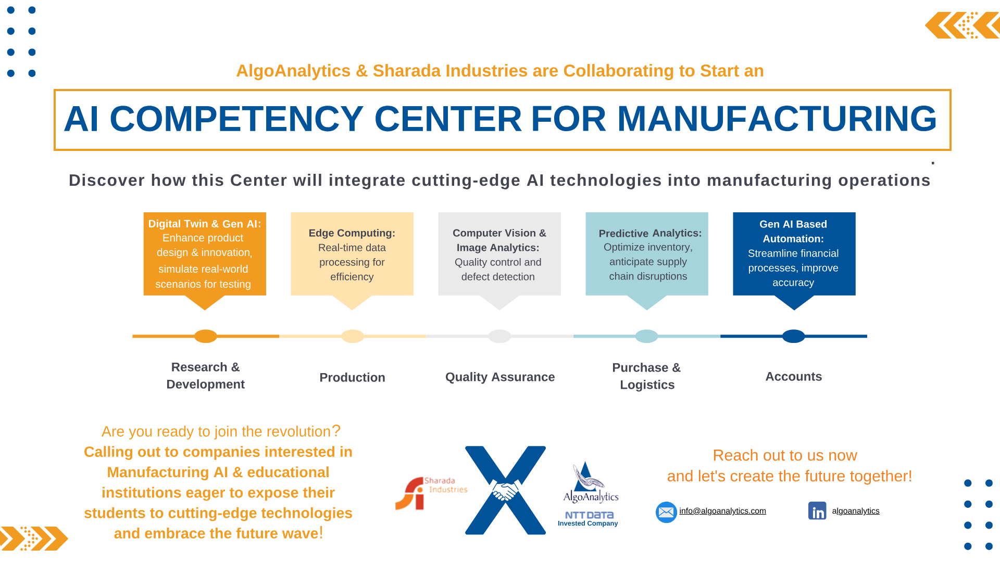 AlgoAnalytics & Sharada Industries are Collaborating to Start an
AI COMPETENCY CENTER FOR MANUFACTURING
.
Discover how this Center will integrate cutting-edge AI technologies into manufacturing operations
Digital Twin & Gen AI:
Enhance product
design & innovation,
simulate real-world
scenarios for testing
Edge Computing:
Real-time data
processing for
efficiency
Computer Vision &
Image Analytics:
Quality control and
defect detection
Predictive Analytics:
Optimize inventory,
anticipate supply
chain disruptions
Gen AI Based
Automation:
Streamline financial
processes, improve
accuracy
Research &
Development
Production
Quality Assurance
Purchase &
Logistics
Accounts
Are you ready to join the revolution?
Calling out to companies interested in
Manufacturing AI & educational
institutions eager to expose their
students to cutting-edge technologies
and embrace the future wave!
Sharada
Industries
X
AlgoAnalytics
NTT DATA
Invested Company
Reach out to us now
and let's create the future together!
info@algoanalytics.com
in
algoanalytics